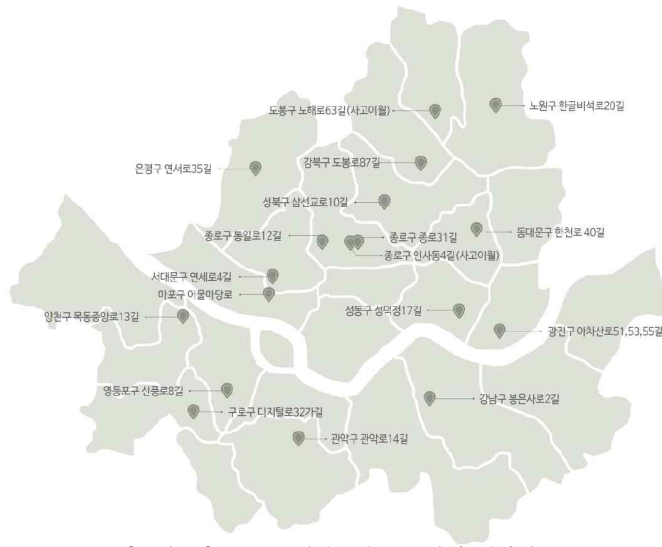 도봉구 노해로63길(사고이월)
노원구 한글비석로20길
강북구 도봉로87길
은평구 연서로35길
성북구 삼선교로10길
종로구 통일로12길
종로구 종로31길
동대문구 한천로 40길
종로구 인사동4길(사고이월)
서대문구 연세로4길
마포구 어울마당로
양천구 목동중앙로13길
성동구 성덕정17길
광진구 아차산로51,53,55길
영등포구 신풍로8길
강남구 봉은사로2길
구로구 디지털로32가길
관악구 관악로14길